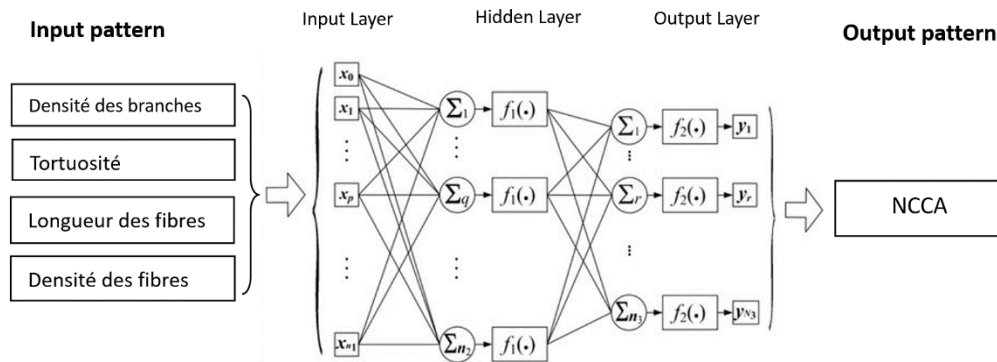 Input pattern
Input Layer
Hidden Layer
Output Layer
Output pattern
Densité des branches
Tortuosité
Longueur des fibres
Densité des fibres
x0
x1
xp
xn1
Σ1
Σq
Σn2
f1(•)
f1(•)
f1(•)
Σ1
Σr
Σn3
f2(•)
f2(•)
f2(•)
y1
yr
yN3
NCCA